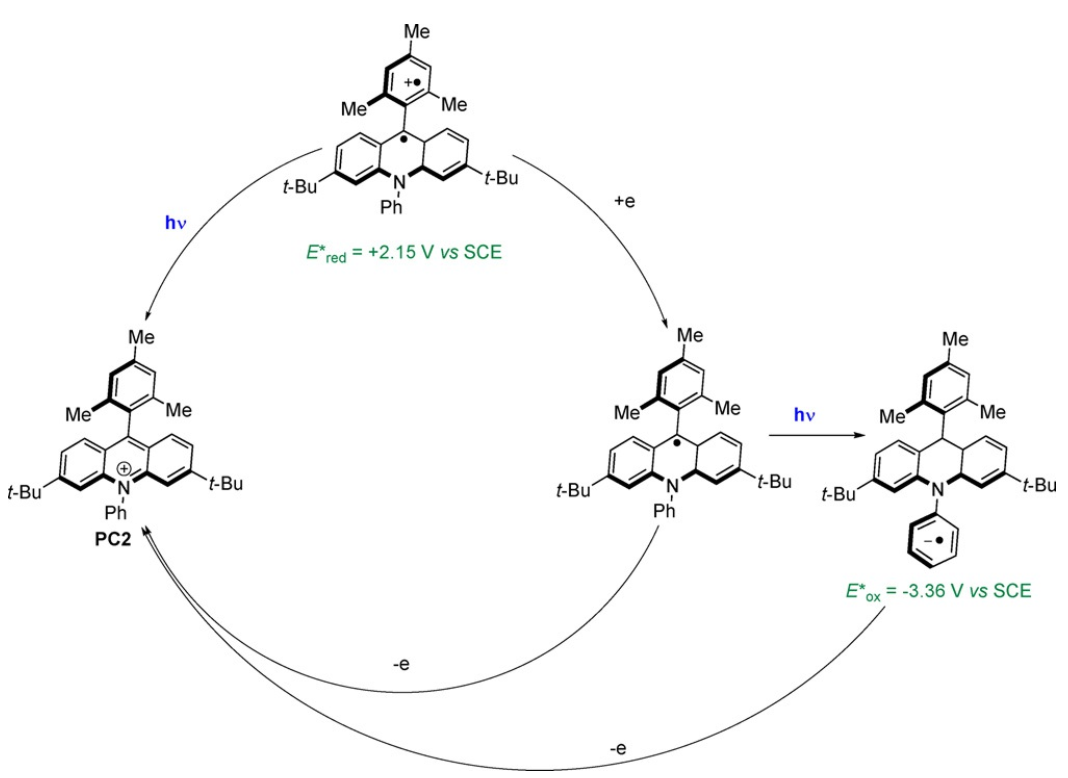 Me
+•
Me
Me
•
t-Bu
N
t-Bu
Ph
hν
+e
E*red = +2.15 V vs SCE
Me
Me
Me
+
t-Bu
N
t-Bu
Ph
PC2
Me
Me
Me
•
t-Bu
N
t-Bu
Ph
hν
Me
Me
Me
t-Bu
N
t-Bu
–•
E*ox = -3.36 V vs SCE
-e
-e